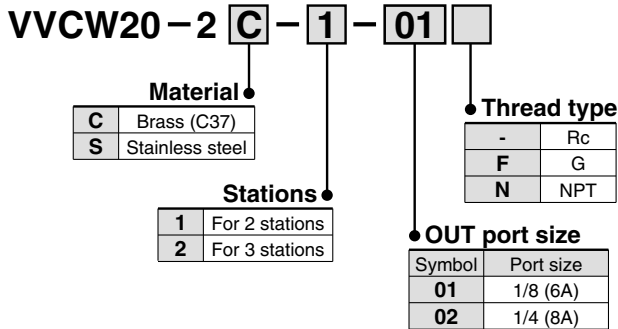 VVCW20-2 C - 1 - 01
Material
C Brass (C37)
S Stainless steel
Thread type
- Rc
F G
N NPT
Stations
1 For 2 stations
2 For 3 stations
OUT port size
Symbol Port size
01 1/8 (6A)
02 1/4 (8A)